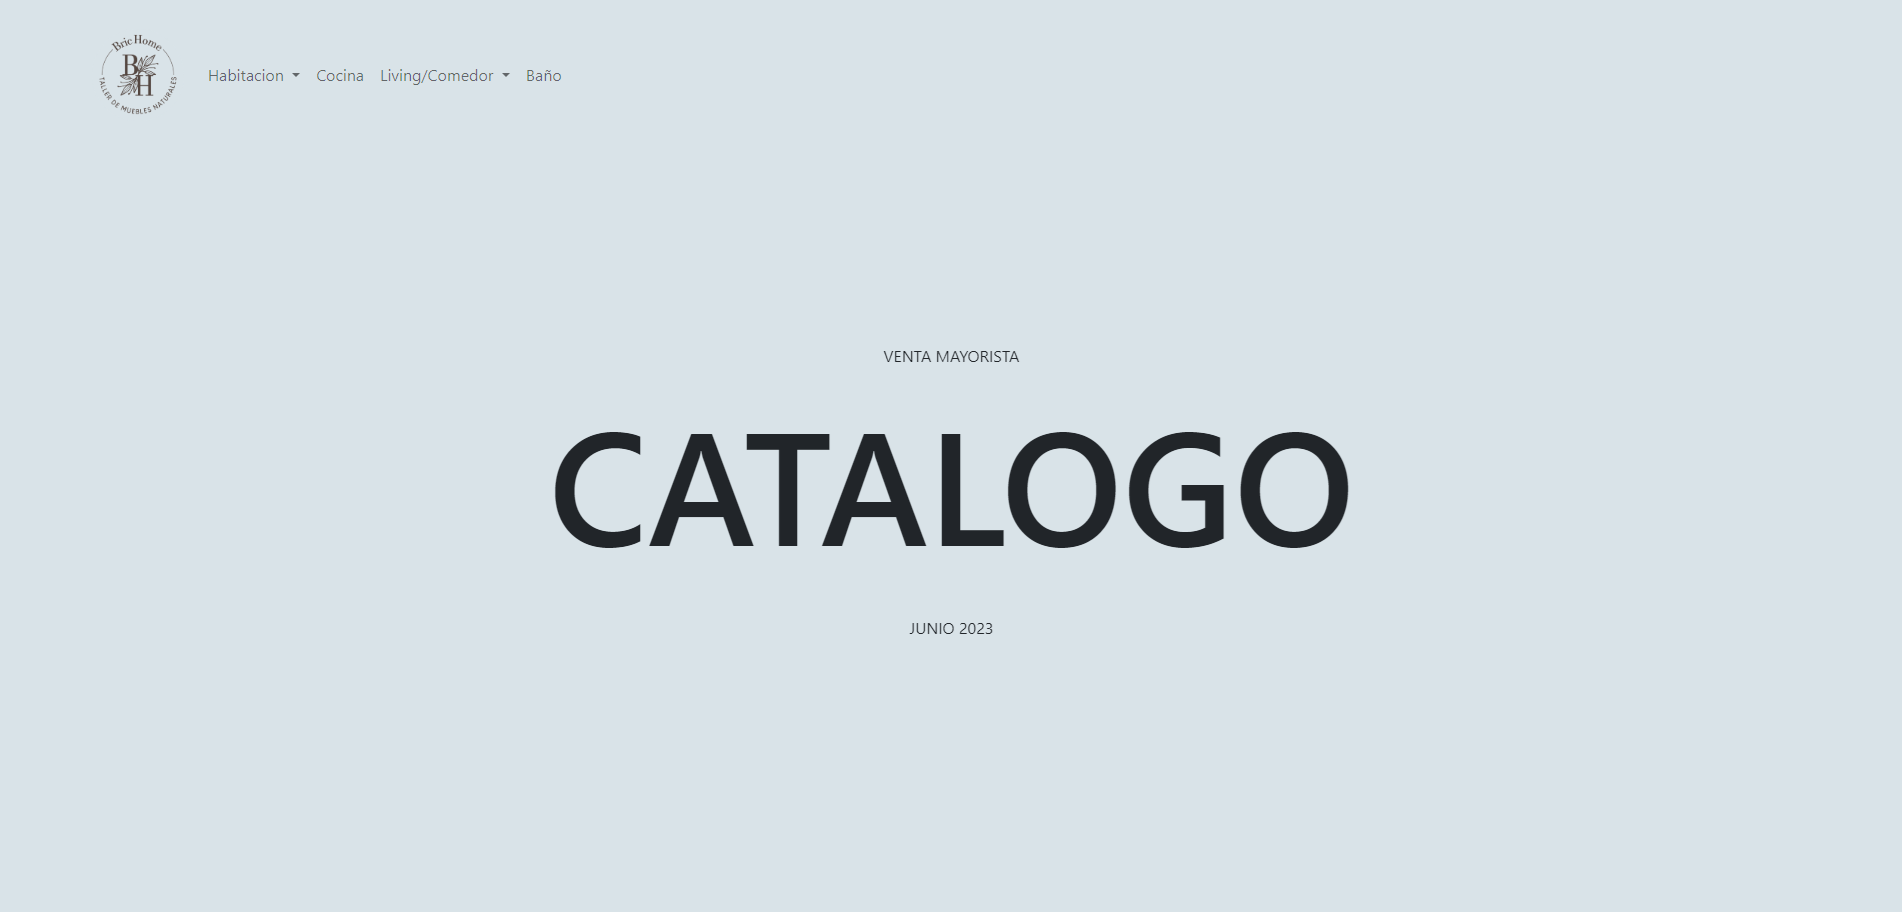 Bric Home
BH
TALLER DE MUEBLES NATURALES
Habitacion Cocina Living/Comedor Baño
VENTA MAYORISTA
CATALOGO
JUNIO 2023